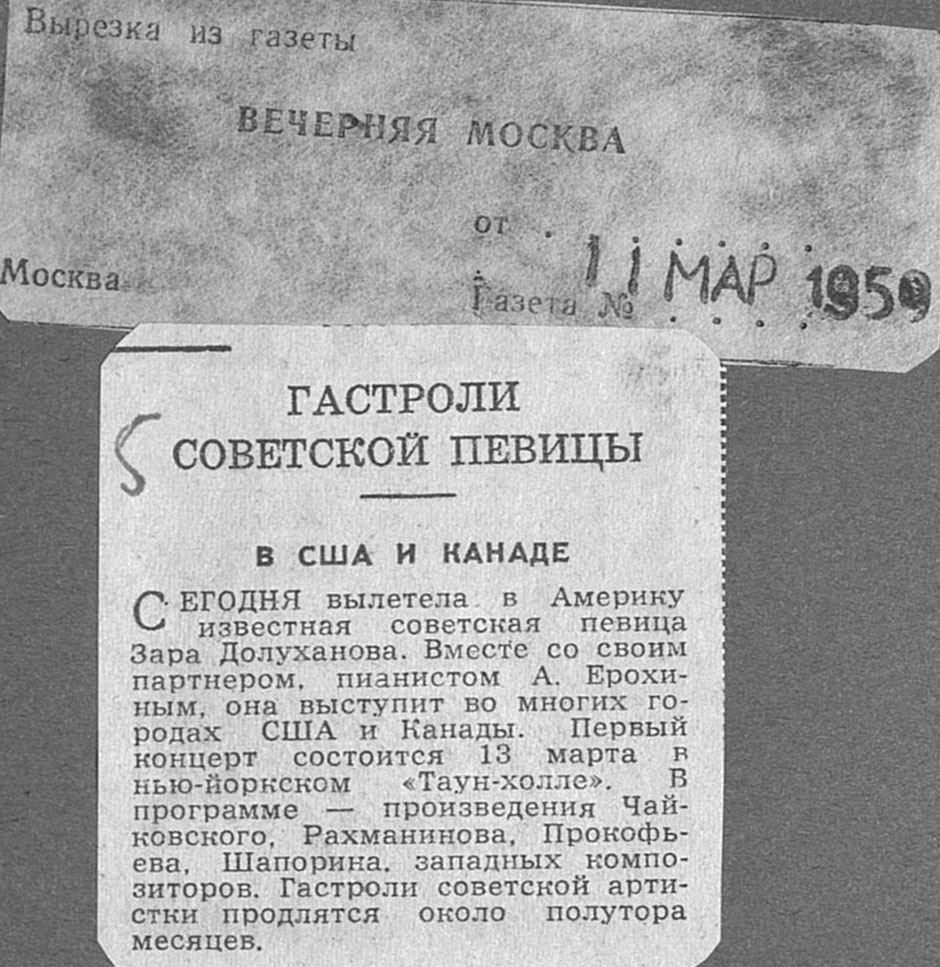 Вырезка из газеты
ВЕЧЕРНЯЯ МОСКВА
от
11 МАР 1959
Москва
Газета №
5
ГАСТРОЛИ
СОВЕТСКОЙ ПЕВИЦЫ
В США И КАНАДЕ
СЕГОДНЯ вылетела в Америку
известная советская певица
Зара Долуханова. Вместе со своим
партнером, пианистом А. Ерохи-
ным, она выступит во многих го-
родах США и Канады. Первый
концерт состоится 13 марта в
нью-йоркском «Таун-холле». В
программе — произведения Чай-
ковского, Рахманинова, Прокофь-
ева, Шапорина, западных компо-
зиторов. Гастроли советской арти-
стки продлятся около полутора
месяцев.